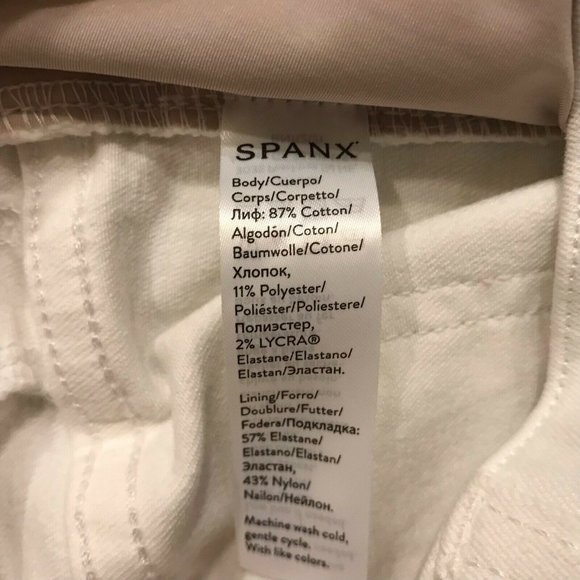 SPANX
Body/Cuerpo/
Corps/Corpetto/
Лиф: 87% Cotton/
Algodón/Coton/
Baumwolle/Cotone/
Хлопок,
11% Polyester/
Poliéster/Poliestere/
Полиэстер,
2% LYCRA®
Elastane/Elastano/
Elastan/Эластан.
Lining/Forro/
Doublure/Futter/
Fodera/Подкладка:
57% Elastane/
Elastano/Elastan/
Эластан,
43% Nylon/
Nailon/Нейлон.
Machine wash cold,
gentle cycle.
With like colors.